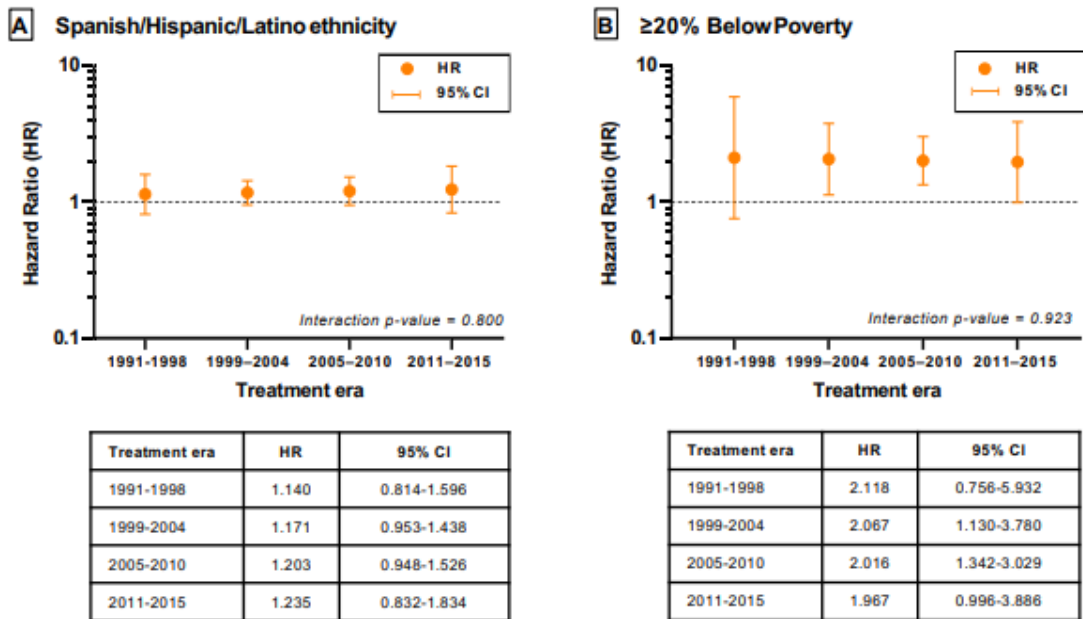 A Spanish/Hispanic/Latino ethnicity
10
1
0.1
Hazard Ratio (HR)
HR
95% CI
Interaction p-value = 0.800
1991-1998 1999–2004 2005–2010 2011–2015
Treatment era
Treatment era HR 95% CI
1991-1998 1.140 0.814-1.596
1999-2004 1.171 0.953-1.438
2005-2010 1.203 0.948-1.526
2011-2015 1.235 0.832-1.834
B ≥20% Below Poverty
10
1
0.1
Hazard Ratio (HR)
HR
95% CI
Interaction p-value = 0.923
1991-1998 1999–2004 2005–2010 2011–2015
Treatment era
Treatment era HR 95% CI
1991-1998 2.118 0.756-5.932
1999-2004 2.067 1.130-3.780
2005-2010 2.016 1.342-3.029
2011-2015 1.967 0.996-3.886